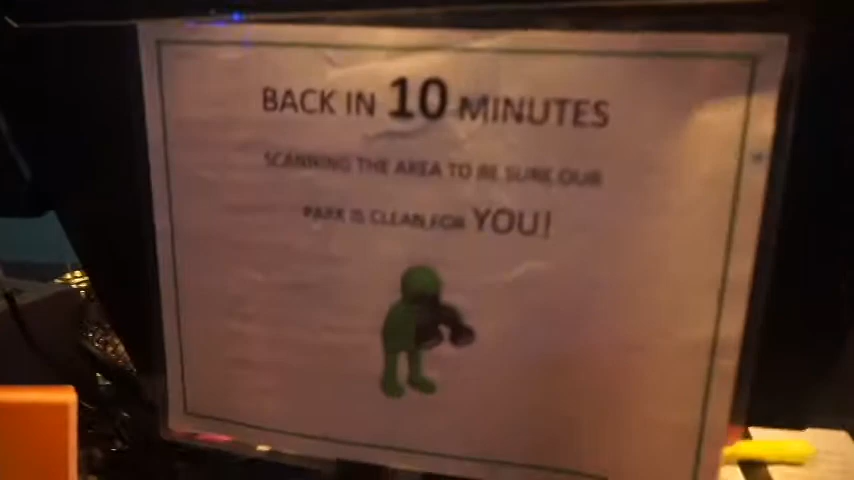 BACK IN 10 MINUTES
SCANNING THE AREA TO BE SURE OUR
PARK IS CLEAN FOR YOU!